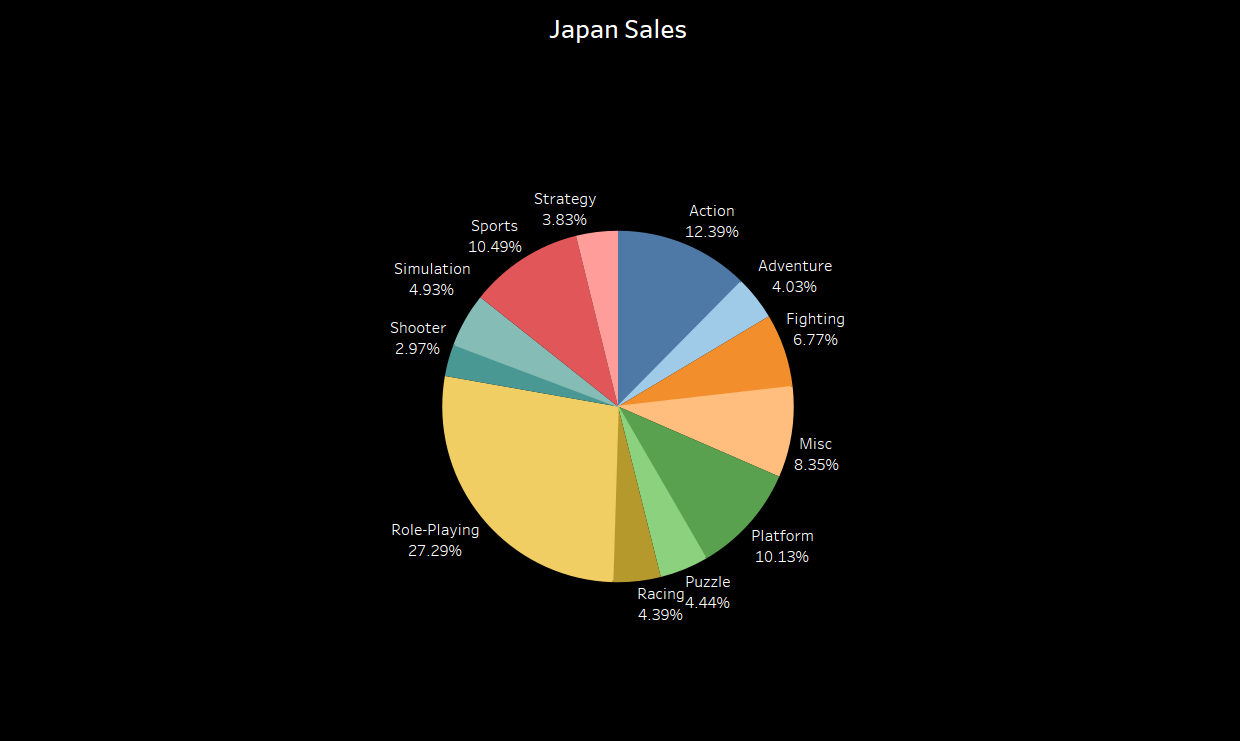 Japan Sales
Strategy
3.83%
Action
12.39%
Sports
10.49%
Adventure
4.03%
Simulation
4.93%
Fighting
6.77%
Shooter
2.97%
Misc
8.35%
Role-Playing
27.29%
Platform
10.13%
Puzzle
4.44%
Racing
4.39%